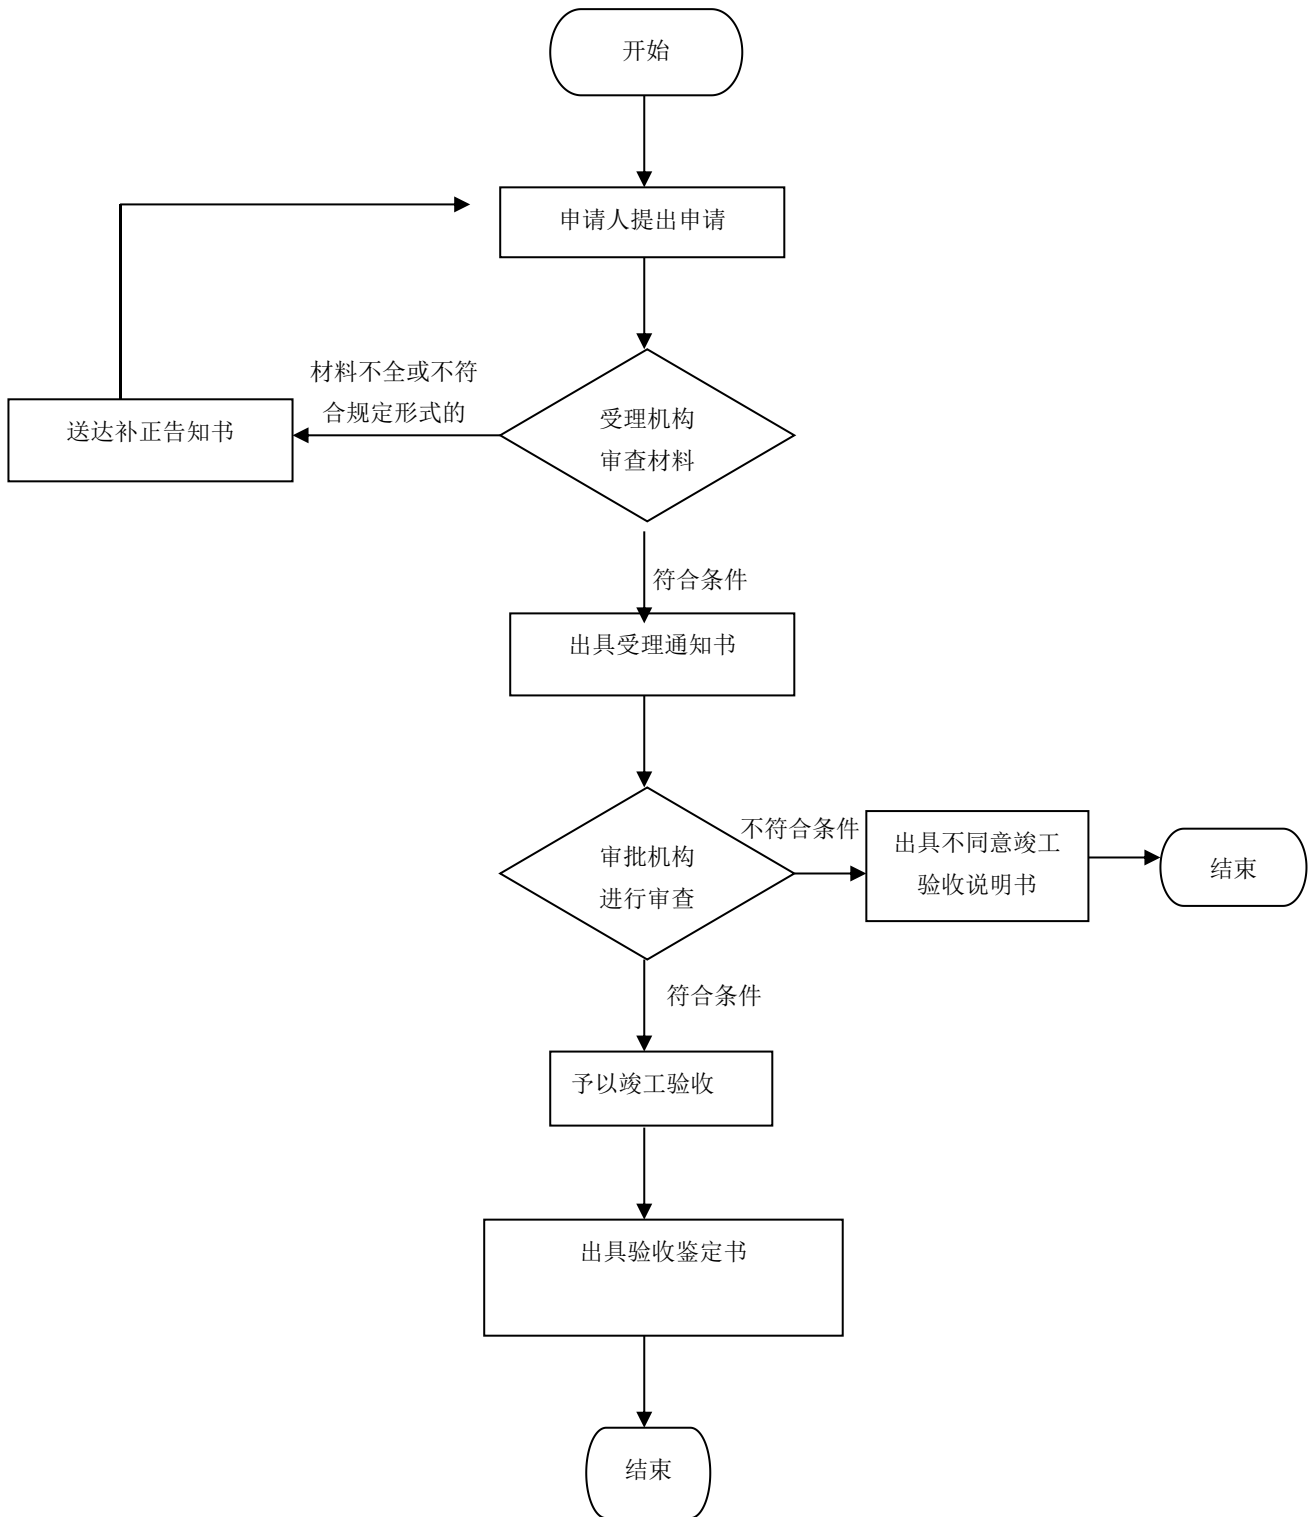 开始
申请人提出申请
材料不全或不符
合规定形式的
送达补正告知书
受理机构
审查材料
符合条件
出具受理通知书
审批机构
进行审查
不符合条件
出具不同意竣工
验收说明书
结束
符合条件
予以竣工验收
出具验收鉴定书
结束